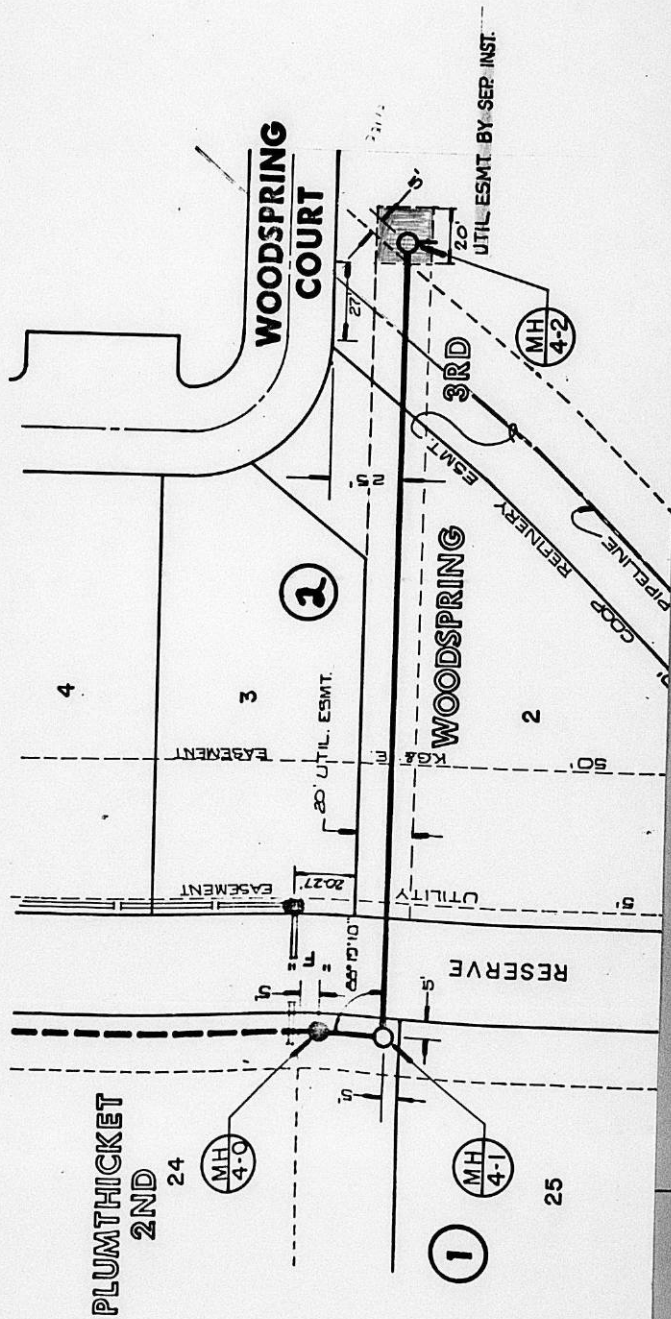 WOODSPRING
COURT
5'
20'
UTIL ESMT. BY SEP. INST.
27'
MH
4-2
3RD
ESMT.
REFINERY
COOP
PIPELINE
25'
2
WOODSPRING
2
4
3
20' UTIL. ESMT.
EASEMENT
K.G.& E.
50'
EASEMENT
20.27'
UTILITY
5'
RESERVE
"F"
5'
5'
5'
PLUMTHICKET
2ND
24
MH
4-0
MH
4-1
25
1